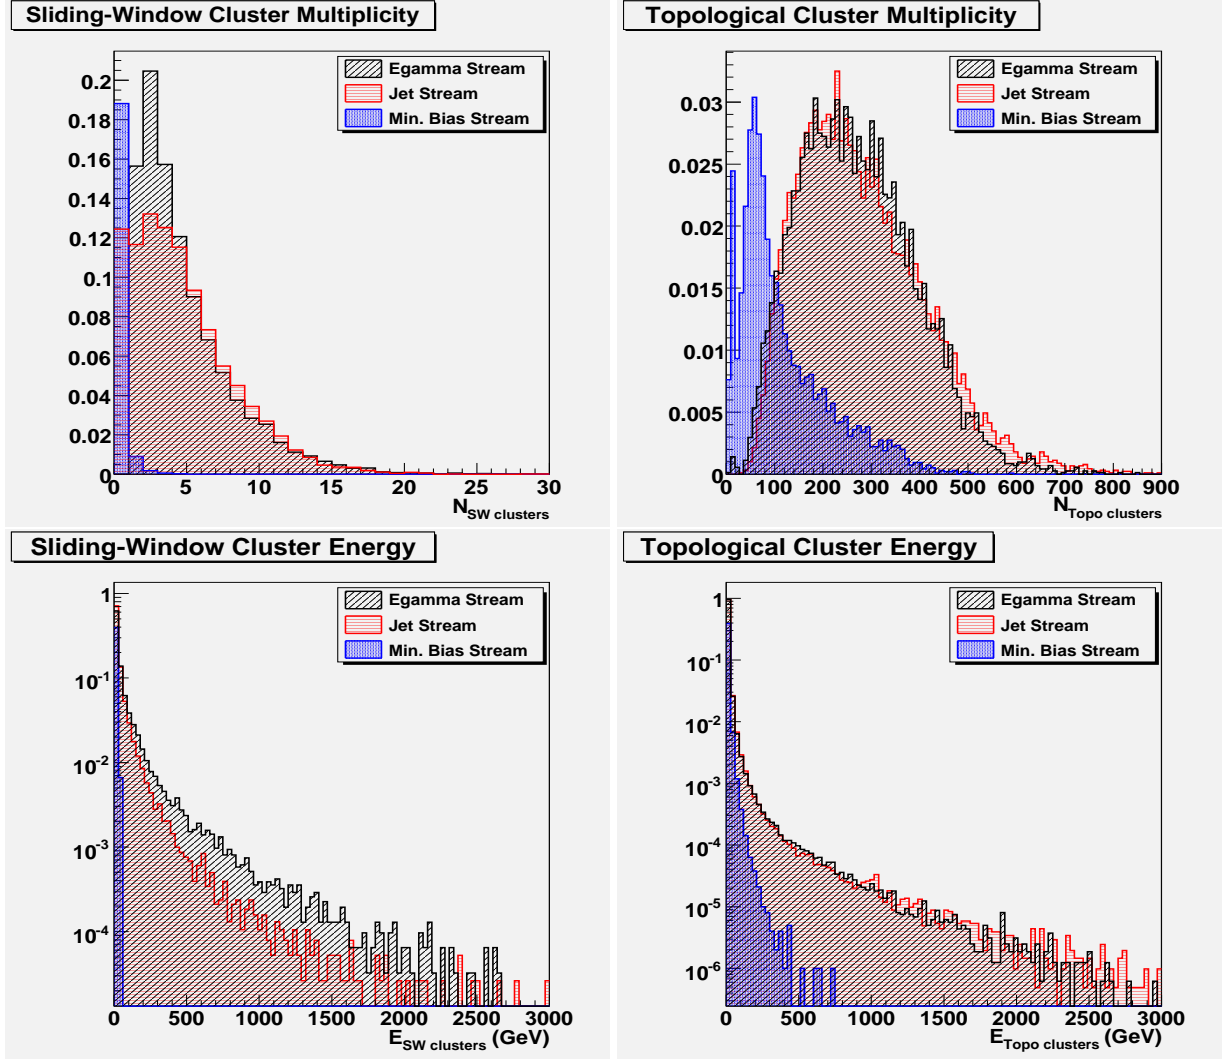 Sliding-Window Cluster Multiplicity
Egamma Stream
Jet Stream
Min. Bias Stream
0.2
0.18
0.16
0.14
0.12
0.1
0.08
0.06
0.04
0.02
0
0 5 10 15 20 25 30
N SW clusters
Topological Cluster Multiplicity
Egamma Stream
Jet Stream
Min. Bias Stream
0.03
0.025
0.02
0.015
0.01
0.005
0
0 100 200 300 400 500 600 700 800 900
N Topo clusters
Sliding-Window Cluster Energy
Egamma Stream
Jet Stream
Min. Bias Stream
1
10^-1
10^-2
10^-3
10^-4
0 500 1000 1500 2000 2500 3000
E SW clusters (GeV)
Topological Cluster Energy
Egamma Stream
Jet Stream
Min. Bias Stream
1
10^-1
10^-2
10^-3
10^-4
10^-5
10^-6
0 500 1000 1500 2000 2500 3000
E Topo clusters (GeV)